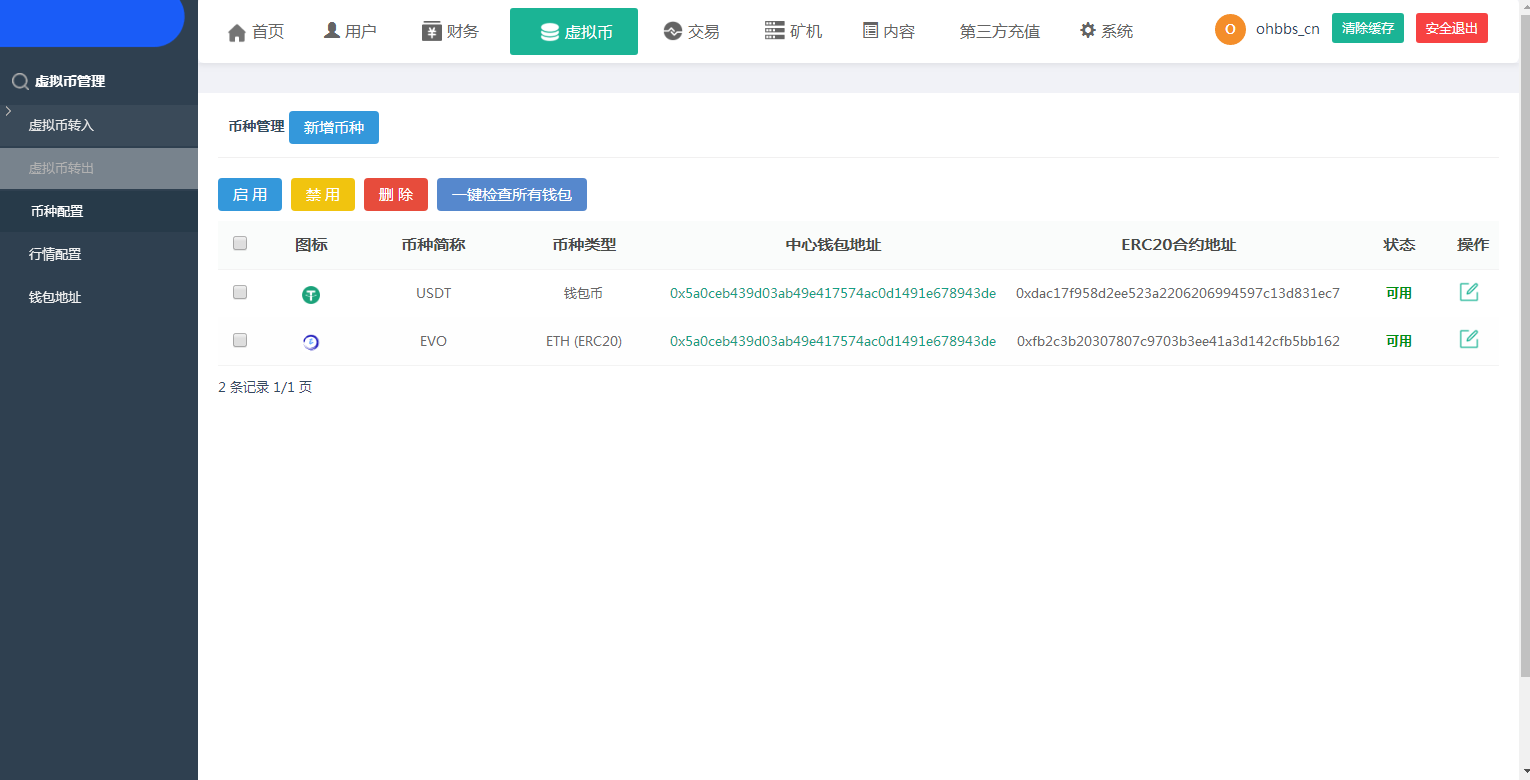 首页 用户 财务 虚拟币 交易 矿机 内容 第三方充值 系统 O ohbbs_cn 清除缓存 安全退出
虚拟币管理
虚拟币转入
虚拟币转出
币种配置
行情配置
钱包地址
币种管理 新增币种
启 用 禁 用 删 除 一键检查所有钱包
图标 币种简称 币种类型 中心钱包地址 ERC20合约地址 状态 操作
USDT 钱包币 0x5a0ceb439d03ab49e417574ac0d1491e678943de 0xdac17f958d2ee523a2206206994597c13d831ec7 可用
EVO ETH (ERC20) 0x5a0ceb439d03ab49e417574ac0d1491e678943de 0xfb2c3b20307807c9703b3ee41a3d142cfb5bb162 可用
2 条记录 1/1 页